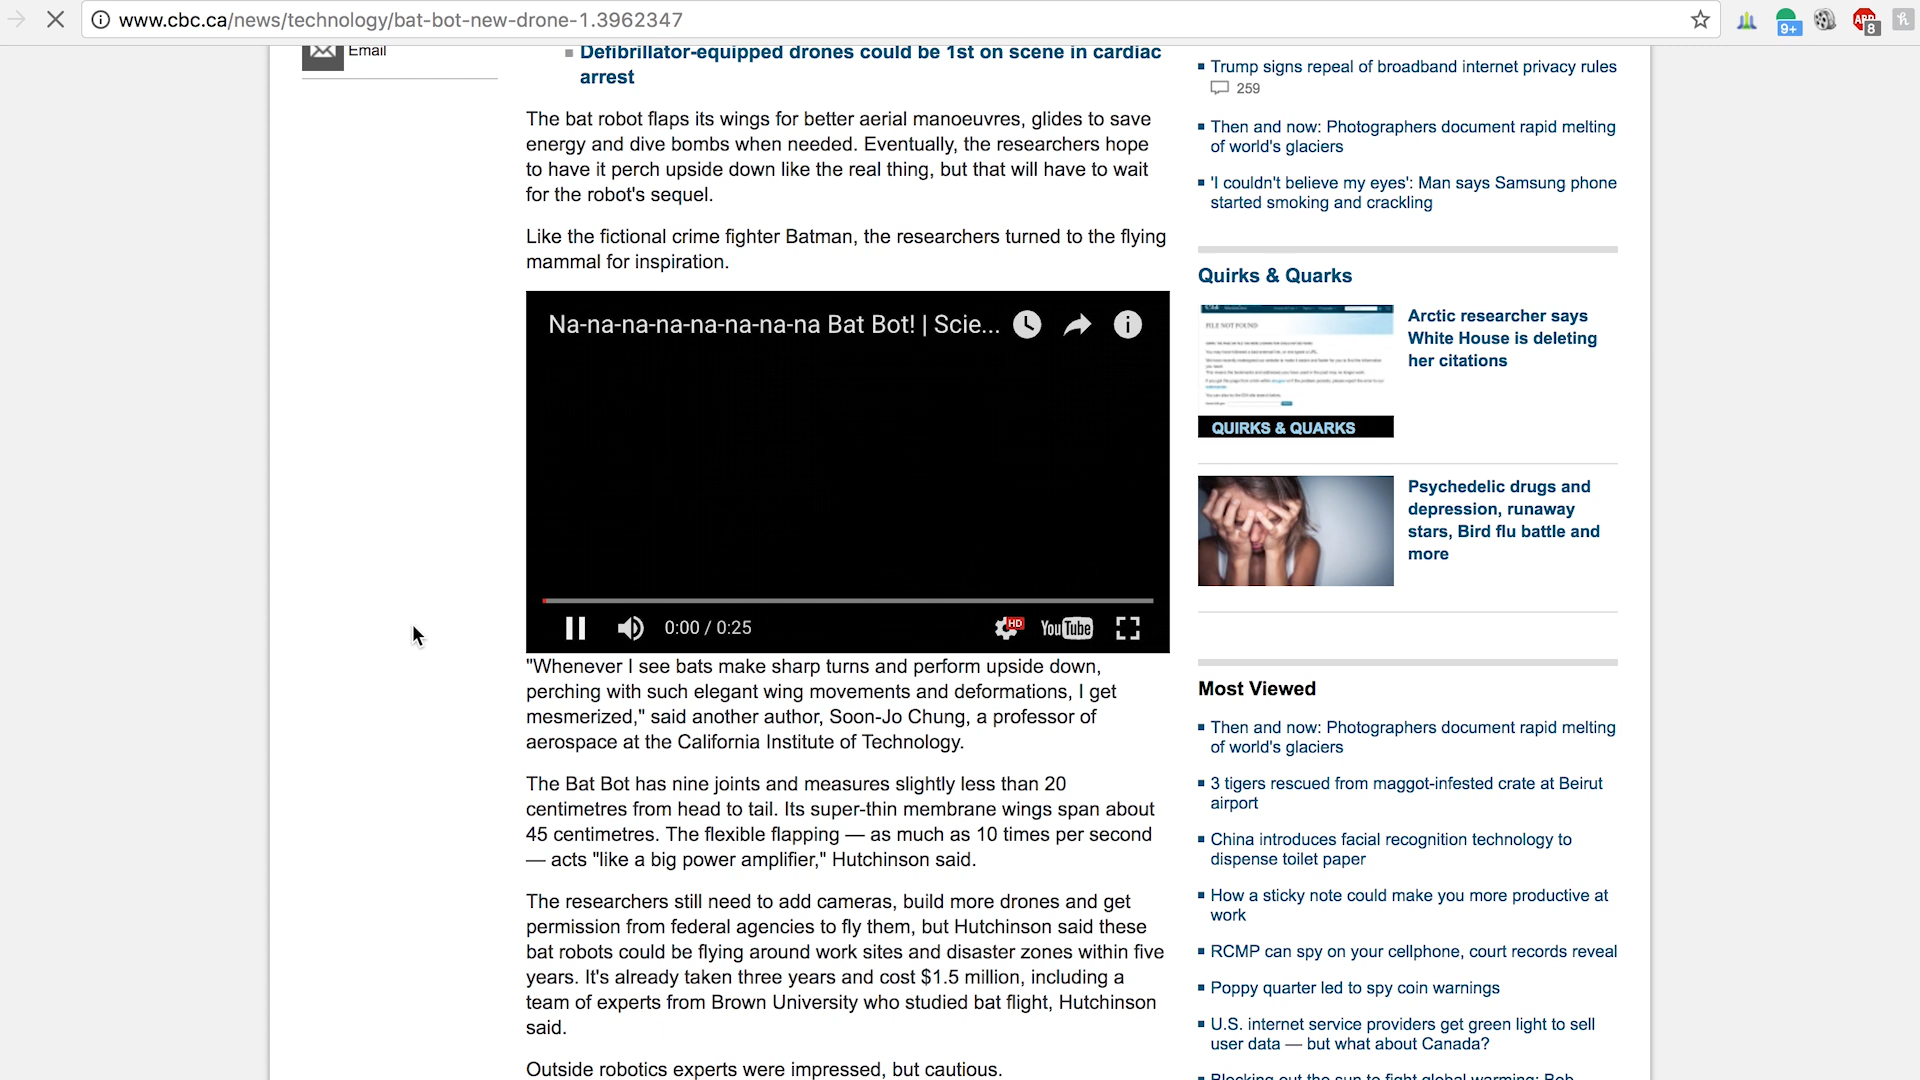 www.cbc.ca/news/technology/bat-bot-new-drone-1.3962347
9+
ABP
8
h
Email
Defibrillator-equipped drones could be 1st on scene in cardiac
arrest
The bat robot flaps its wings for better aerial manoeuvres, glides to save
energy and dive bombs when needed. Eventually, the researchers hope
to have it perch upside down like the real thing, but that will have to wait
for the robot's sequel.
Like the fictional crime fighter Batman, the researchers turned to the flying
mammal for inspiration.
Na-na-na-na-na-na-na-na Bat Bot! | Scie...
0:00 / 0:25
HD
YouTube
"Whenever I see bats make sharp turns and perform upside down,
perching with such elegant wing movements and deformations, I get
mesmerized," said another author, Soon-Jo Chung, a professor of
aerospace at the California Institute of Technology.
The Bat Bot has nine joints and measures slightly less than 20
centimetres from head to tail. Its super-thin membrane wings span about
45 centimetres. The flexible flapping — as much as 10 times per second
— acts "like a big power amplifier," Hutchinson said.
The researchers still need to add cameras, build more drones and get
permission from federal agencies to fly them, but Hutchinson said these
bat robots could be flying around work sites and disaster zones within five
years. It's already taken three years and cost $1.5 million, including a
team of experts from Brown University who studied bat flight, Hutchinson
said.
Outside robotics experts were impressed, but cautious.
Trump signs repeal of broadband internet privacy rules
259
Then and now: Photographers document rapid melting
of world's glaciers
'I couldn't believe my eyes': Man says Samsung phone
started smoking and crackling
Quirks & Quarks
FILE NOT FOUND
QUIRKS & QUARKS
Arctic researcher says
White House is deleting
her citations
Psychedelic drugs and
depression, runaway
stars, Bird flu battle and
more
Most Viewed
Then and now: Photographers document rapid melting
of world's glaciers
3 tigers rescued from maggot-infested crate at Beirut
airport
China introduces facial recognition technology to
dispense toilet paper
How a sticky note could make you more productive at
work
RCMP can spy on your cellphone, court records reveal
Poppy quarter led to spy coin warnings
U.S. internet service providers get green light to sell
user data — but what about Canada?
Blocking out the sun to fight global warming: Bob